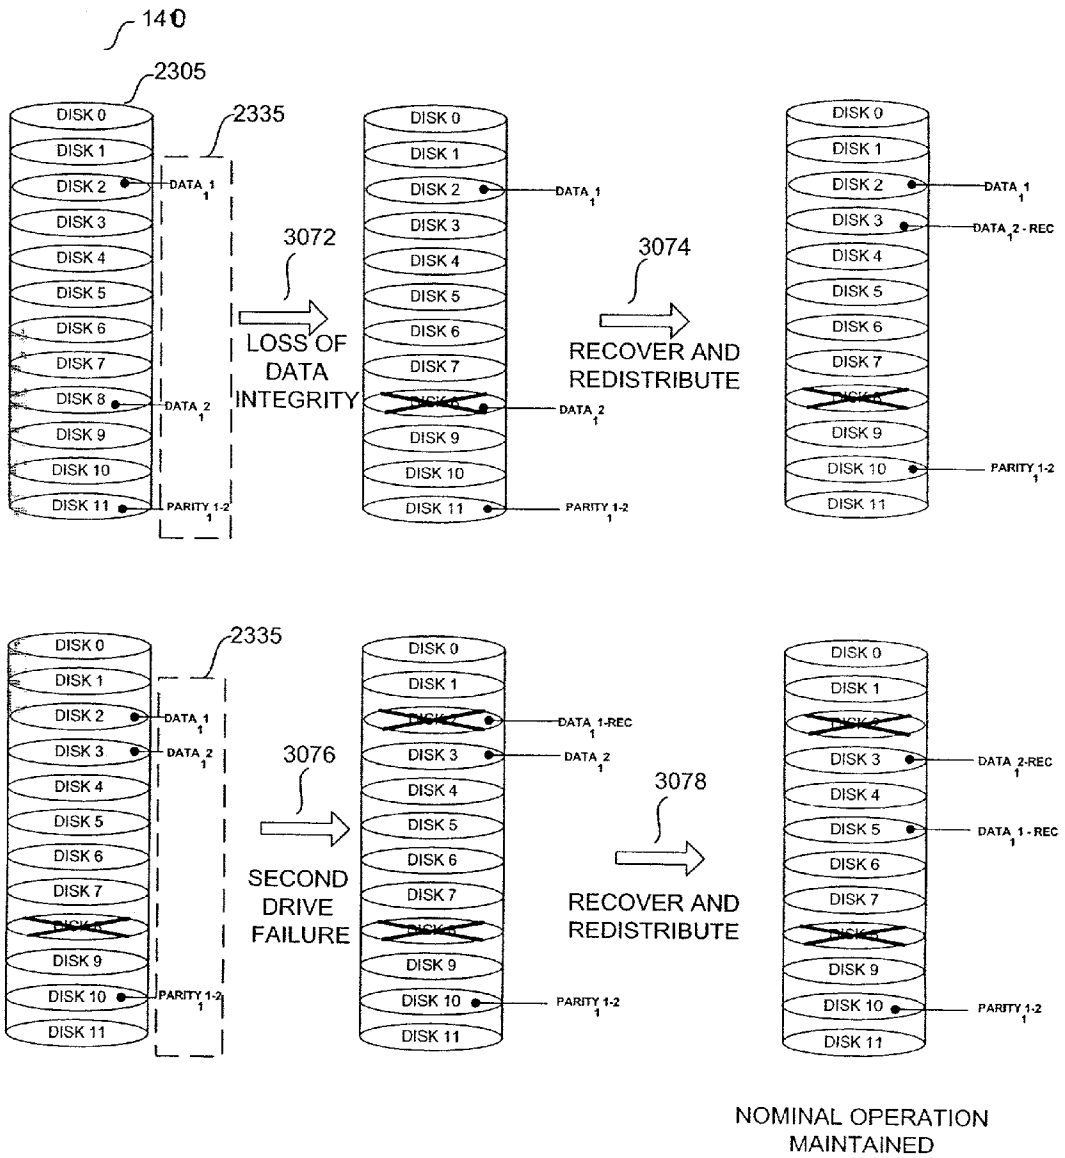 140
2305
2335
DISK 0
DISK 1
DISK 2
DISK 3
DISK 4
DISK 5
DISK 6
DISK 7
DISK 8
DISK 9
DISK 10
DISK 11
DATA 1
1
DATA 2
1
PARITY 1-2
1
3072
LOSS OF
DATA
INTEGRITY
DISK 0
DISK 1
DISK 2
DISK 3
DISK 4
DISK 5
DISK 6
DISK 7
DISK 9
DISK 10
DISK 11
DATA 1
1
DATA 2
1
PARITY 1-2
1
3074
RECOVER AND
REDISTRIBUTE
DISK 0
DISK 1
DISK 2
DISK 3
DISK 4
DISK 5
DISK 6
DISK 7
DISK 9
DISK 10
DISK 11
DATA 1
1
DATA 2 - REC
1
PARITY 1-2
1
2335
DISK 0
DISK 1
DISK 2
DISK 3
DISK 4
DISK 5
DISK 6
DISK 7
DISK 9
DISK 10
DISK 11
DATA 1
1
DATA 2
1
PARITY 1-2
1
3076
SECOND
DRIVE
FAILURE
DISK 0
DISK 1
DISK 3
DISK 4
DISK 5
DISK 6
DISK 7
DISK 9
DISK 10
DISK 11
DATA 1-REC
1
DATA 2
1
PARITY 1-2
1
3078
RECOVER AND
REDISTRIBUTE
DISK 0
DISK 1
DISK 3
DISK 4
DISK 5
DISK 6
DISK 7
DISK 9
DISK 10
DISK 11
DATA 2-REC
1
DATA 1 - REC
1
PARITY 1-2
1
NOMINAL OPERATION
MAINTAINED